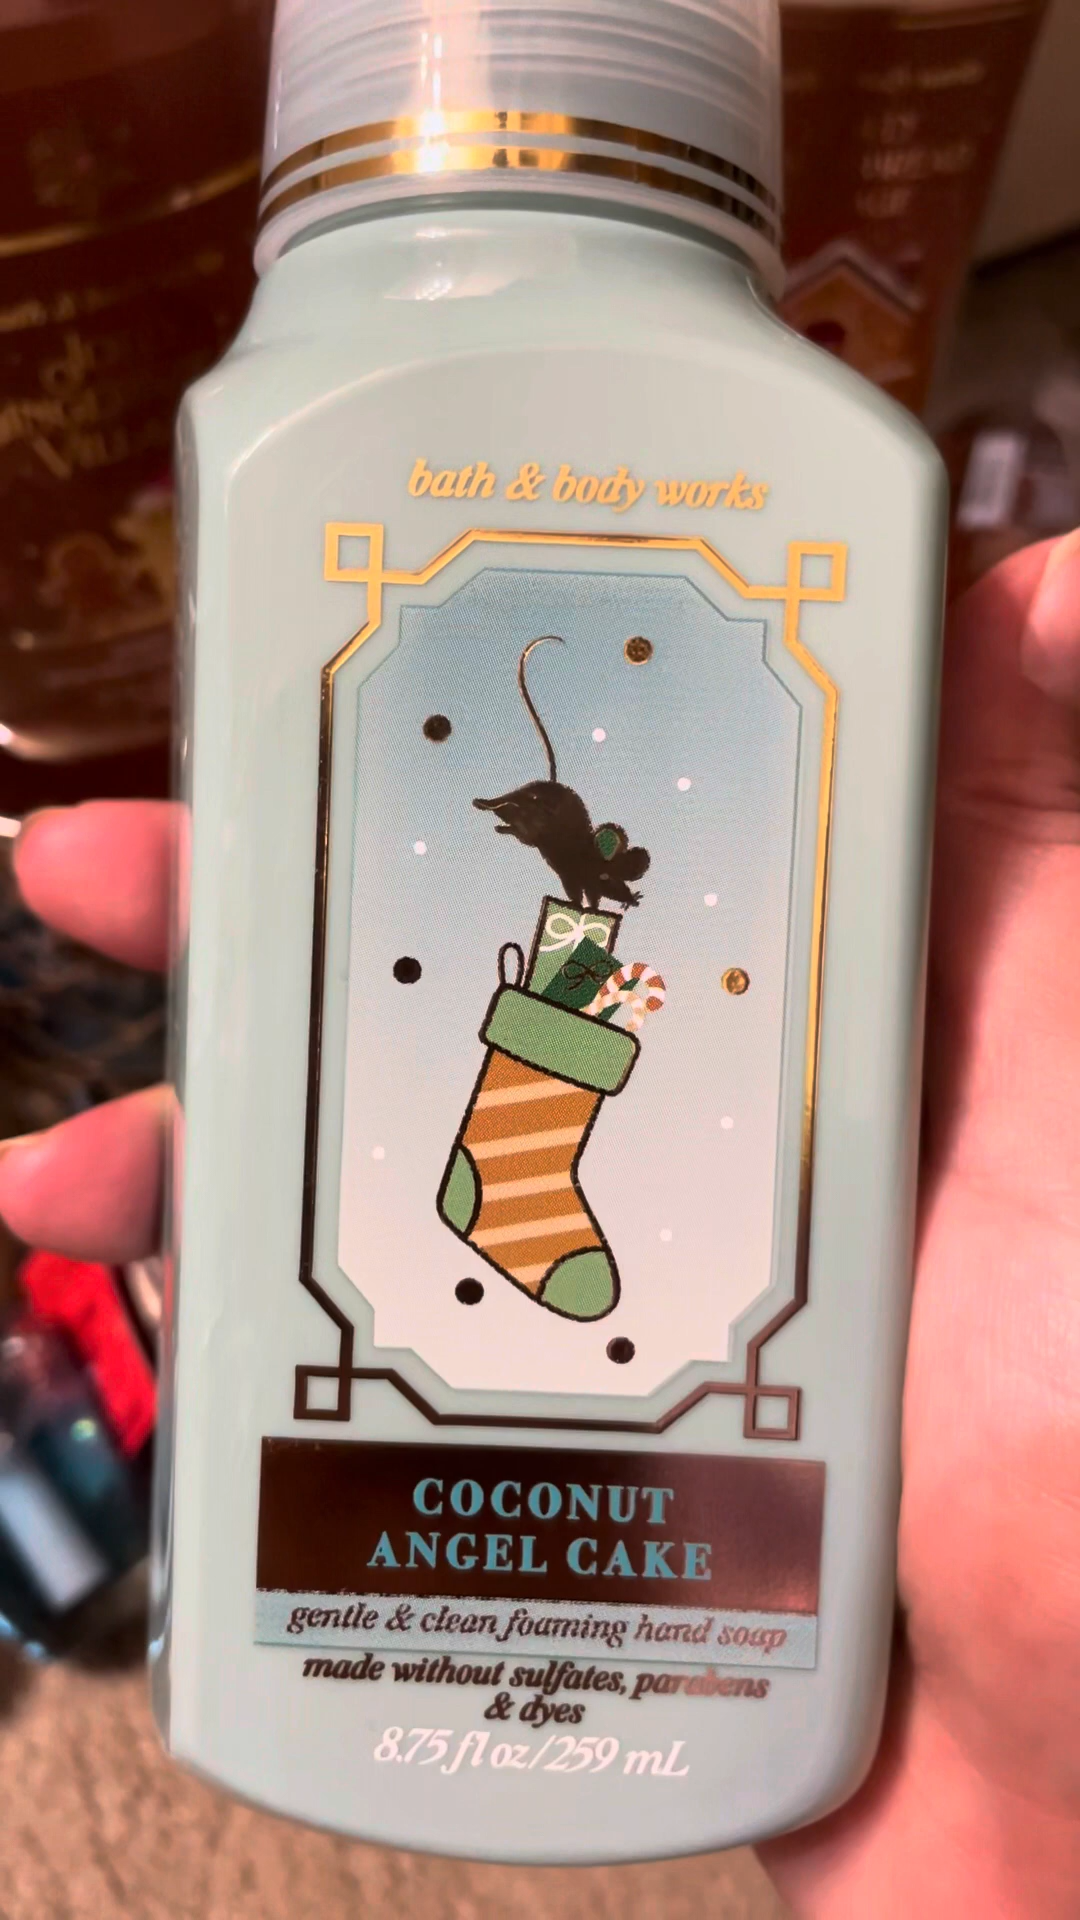 bath & body works
COCONUT
ANGEL CAKE
gentle & clean foaming hand soap
made without sulfates, parabens
& dyes
8.75 fl oz/259 mL